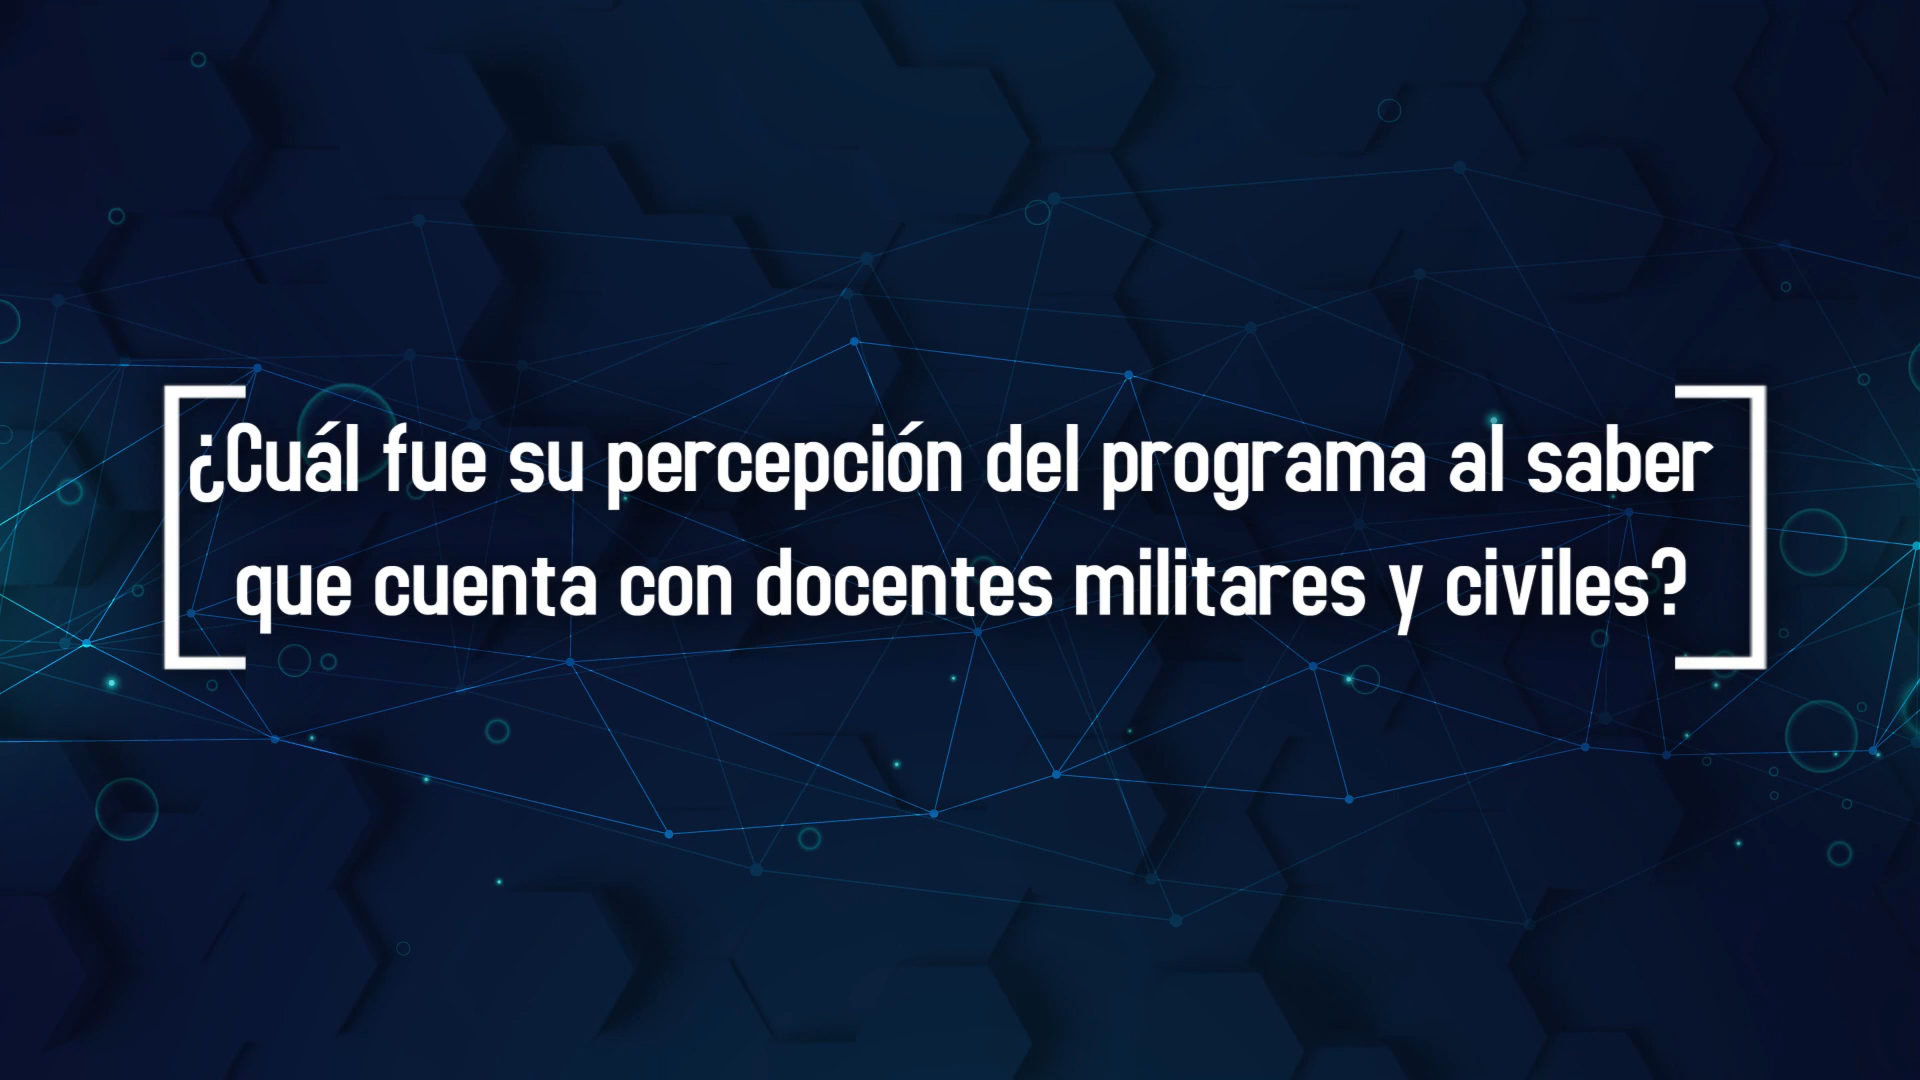 ¿Cuál fue su percepción del programa al saber
que cuenta con docentes militares y civiles?